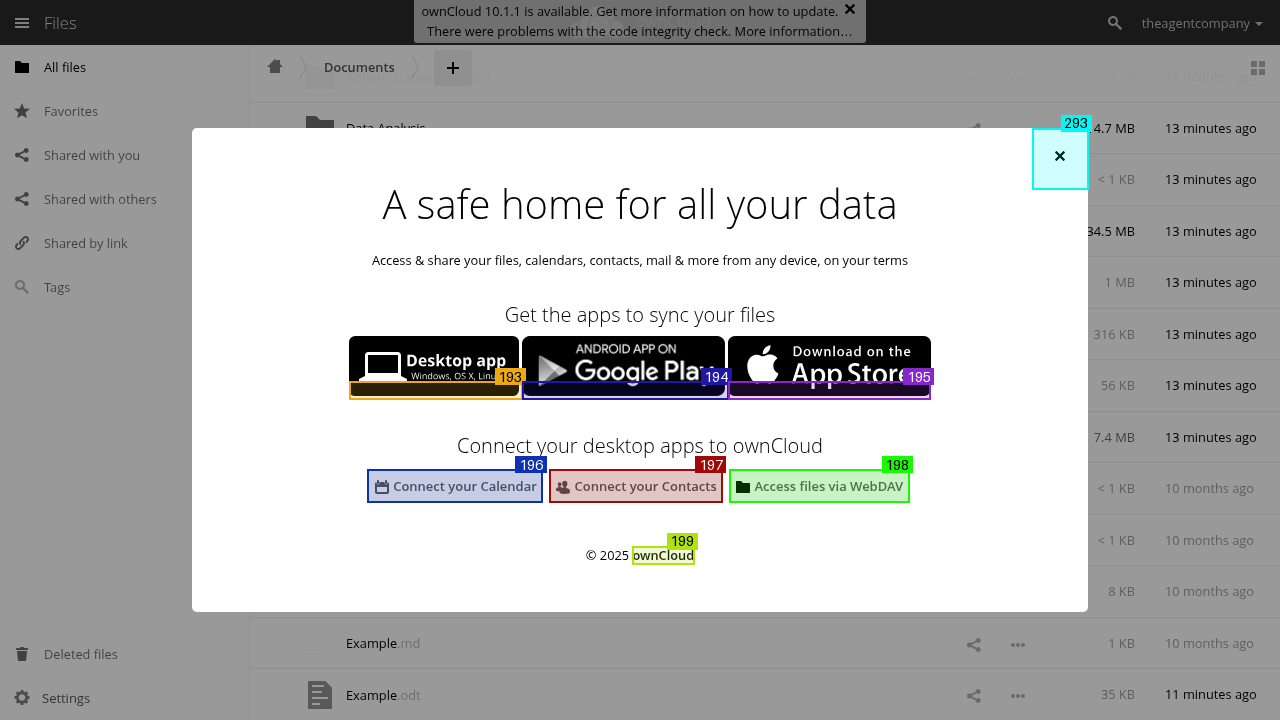 Files
ownCloud 10.1.1 is available. Get more information on how to update.
There were problems with the code integrity check. More information…
theagentcompany
All files
Favorites
Shared with you
Shared with others
Shared by link
Tags
Deleted files
Settings
Documents
13 minutes ago
Data Analysis
4.7 MB
13 minutes ago
< 1 KB
13 minutes ago
34.5 MB
13 minutes ago
1 MB
13 minutes ago
316 KB
13 minutes ago
56 KB
13 minutes ago
7.4 MB
13 minutes ago
< 1 KB
10 months ago
< 1 KB
10 months ago
8 KB
10 months ago
Example.md
1 KB
10 months ago
Example.odt
35 KB
11 minutes ago
293
A safe home for all your data
Access & share your files, calendars, contacts, mail & more from any device, on your terms
Get the apps to sync your files
Desktop app
Windows, OS X,
193
ANDROID APP ON
Google Play
194
Download on the
App Store
195
Connect your desktop apps to ownCloud
196
Connect your Calendar
197
Connect your Contacts
198
Access files via WebDAV
199
© 2025 ownCloud